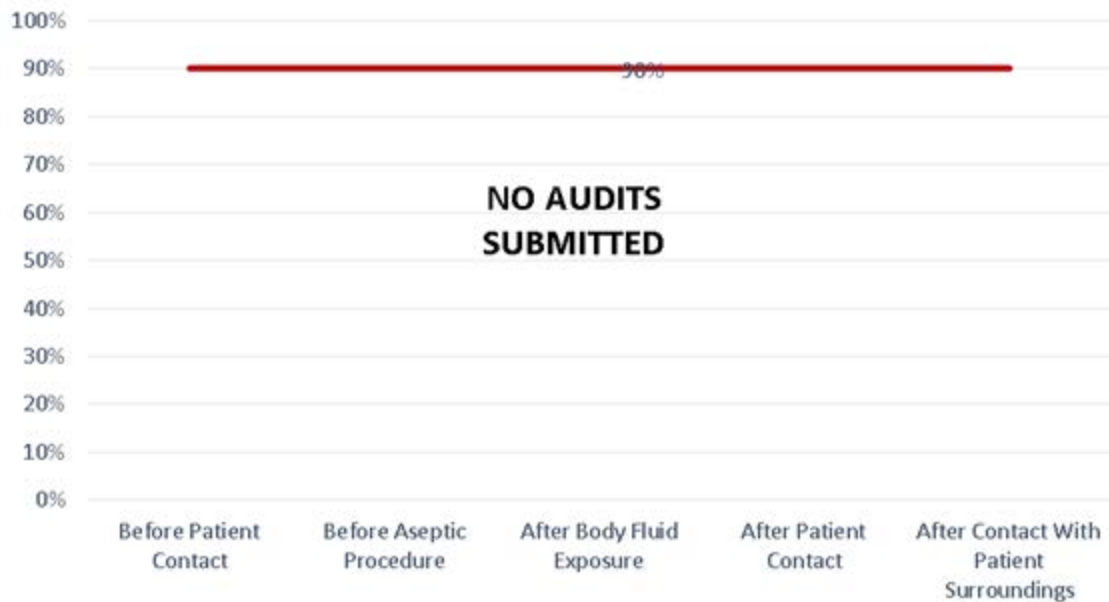 100%
90%
90%
80%
70%
NO AUDITS
60%
SUBMITTED
50%
40%
30%
20%
10%
0%
Before Patient
Contact
Before Aseptic
Procedure
After Body Fluid
Exposure
After Patient
Contact
After Contact With
Patient
Surroundings